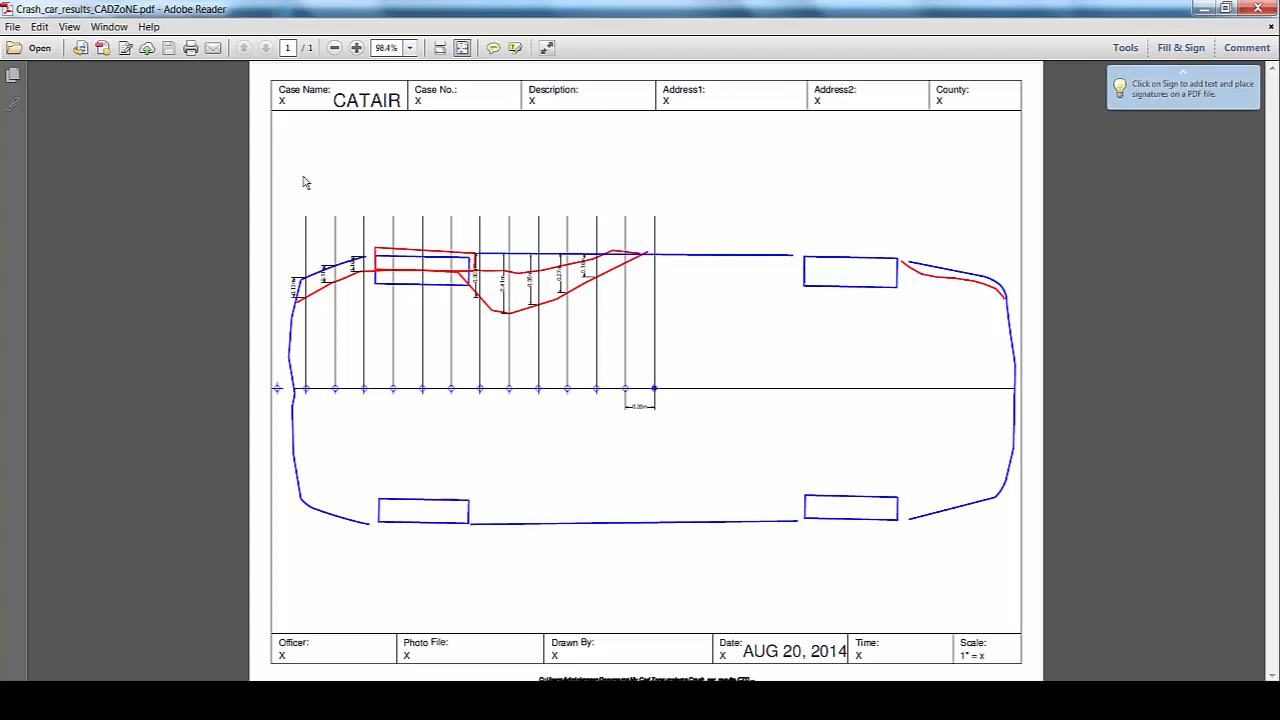 Crash_car_results_CADZoNE.pdf - Adobe Reader
File Edit View Window Help
Open 1 / 1 98.4% Tools Fill & Sign Comment
Click on Sign to add text and place signatures on a PDF file.
Case Name: Case No.: Description: Address1: Address2: County:
X CATAIR X X X X X
0.20m
Officer: Photo File: Drawn By: Date: Time: Scale:
X X X X AUG 20, 2014 X 1" = x